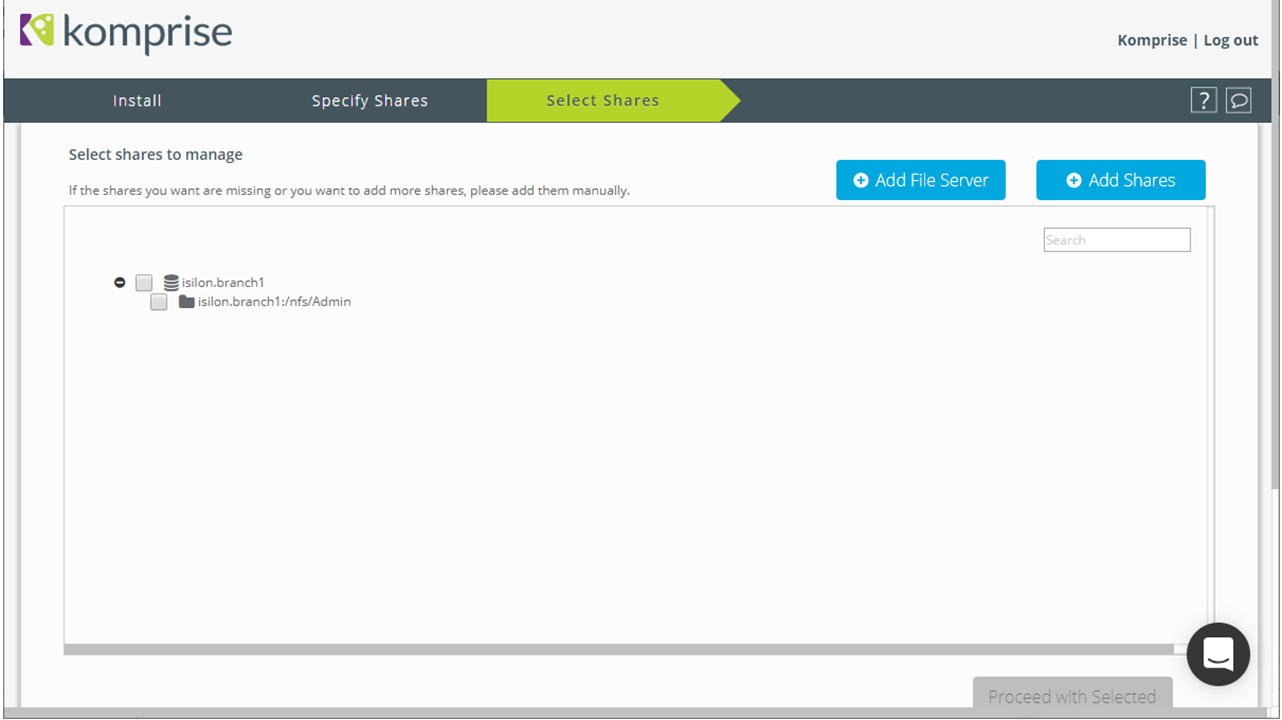 komprise
Komprise | Log out
Install
Specify Shares
Select Shares
?
Select shares to manage
If the shares you want are missing or you want to add more shares, please add them manually.
Add File Server
Add Shares
Search
isilon.branch1
isilon.branch1:/nfs/Admin
Proceed with Selected